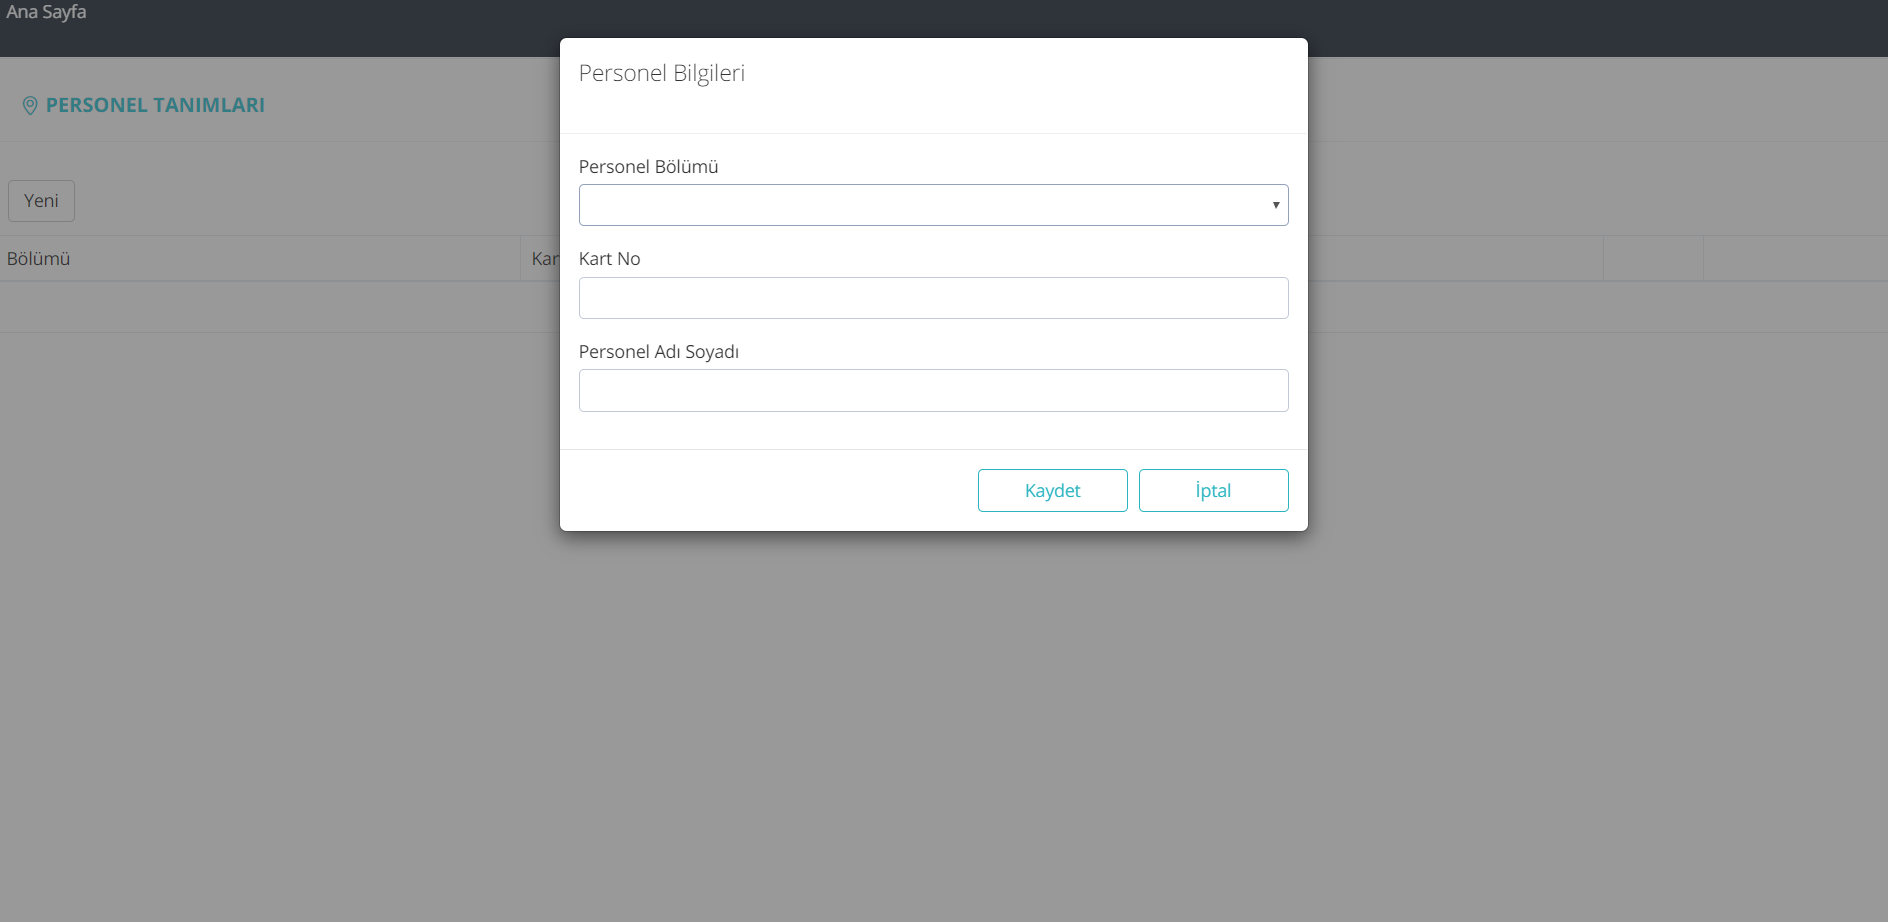 Ana Sayfa
Personel Bilgileri
PERSONEL TANIMLARI
Personel Bölümü
Yeni
Bölümü
Kar
Kart No
Personel Adı Soyadı
Kaydet
İptal